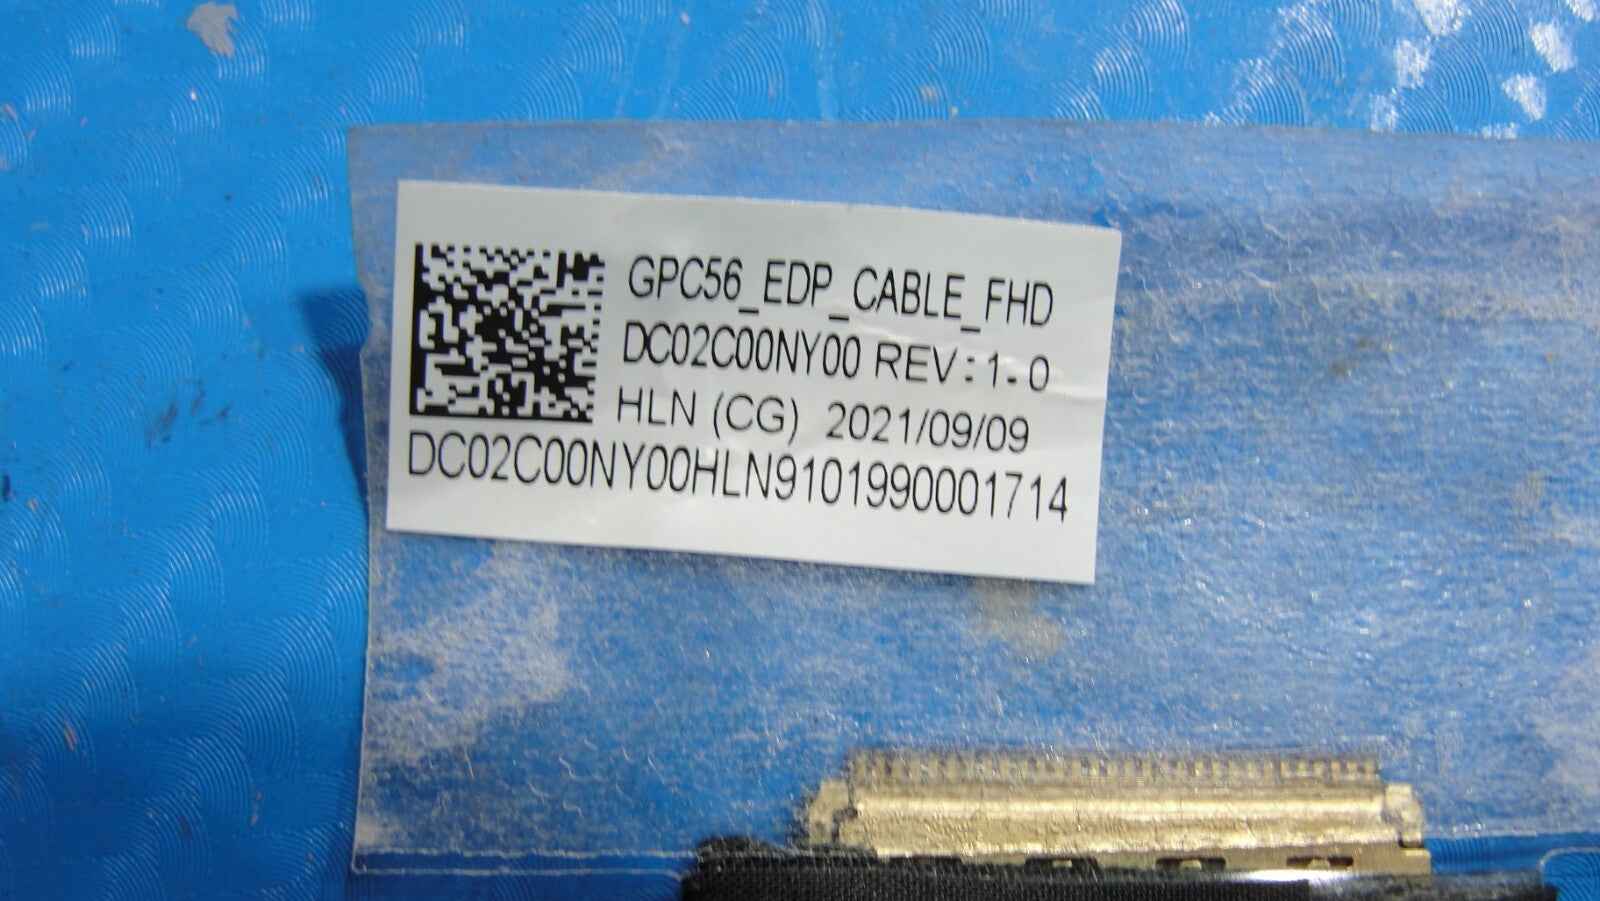 GPC56_EDP_CABLE_FHD
DC02C00NY00 REV:1.0
HLN (CG) 2021/09/09
DC02C00NY00HLN9101990001714